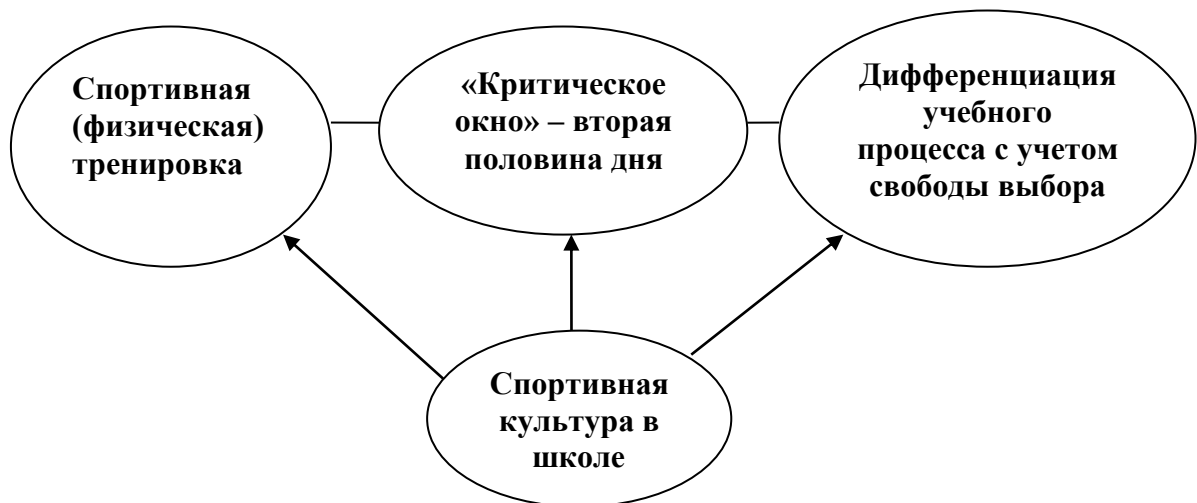 Спортивная
(физическая)
тренировка
«Критическое
окно» – вторая
половина дня
Дифференциация
учебного
процесса с учетом
свободы выбора
Спортивная
культура в
школе